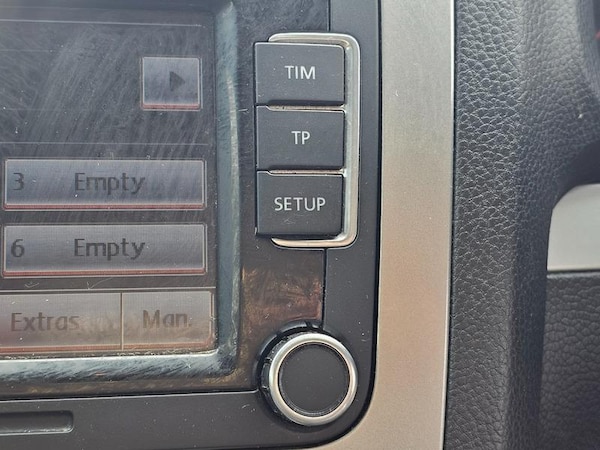 TIM
TP
3 Empty
SETUP
6 Empty
Extras Man.